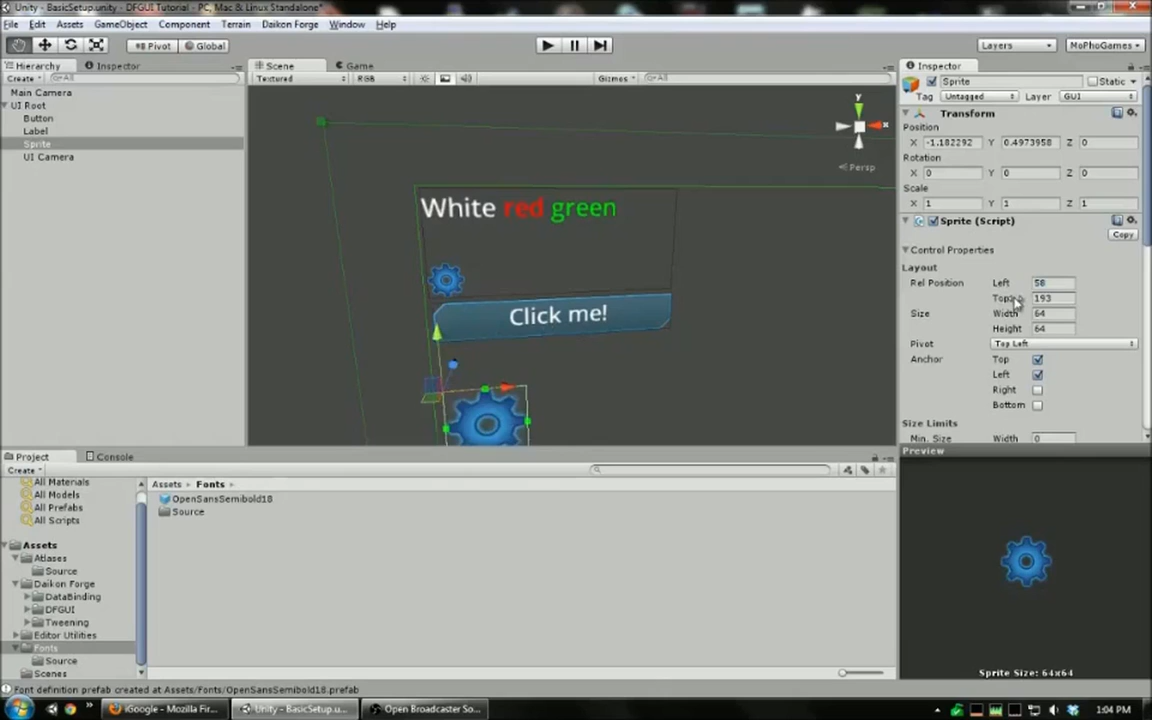 Unity - BasicSetup.unity - DFGUI Tutorial - PC, Mac & Linux Standalone*
File Edit Assets GameObject Component Terrain Daikon Forge Window Help
Pivot Global Layers MoPhoGames
Hierarchy Inspector
Create All
Main Camera
UI Root
Button
Label
Sprite
UI Camera
Scene Game
Textured RGB Gizmos All
y
x
Persp
White red green
Click me!
Inspector
Sprite Static
Tag Untagged Layer GUI
Transform
Position
X -1.182292 Y 0.4973958 Z 0
Rotation
X 0 Y 0 Z 0
Scale
X 1 Y 1 Z 1
Sprite (Script)
Copy
Control Properties
Layout
Rel Position Left 58
Top 193
Size Width 64
Height 64
Pivot Top Left
Anchor Top
Left
Right
Bottom
Size Limits
Min. Size Width 0
Preview
Sprite Size: 64x64
Project Console
Create
All Materials
All Models
All Prefabs
All Scripts
Assets
Atlases
Source
Daikon Forge
DataBinding
DFGUI
Tweening
Editor Utilities
Fonts
Source
Scenes
Assets Fonts
OpenSansSemibold18
Source
Font definition prefab created at Assets/Fonts/OpenSansSemibold18.prefab
iGoogle - Mozilla Fir...
Unity - BasicSetup.u...
Open Broadcaster So...
1:04 PM